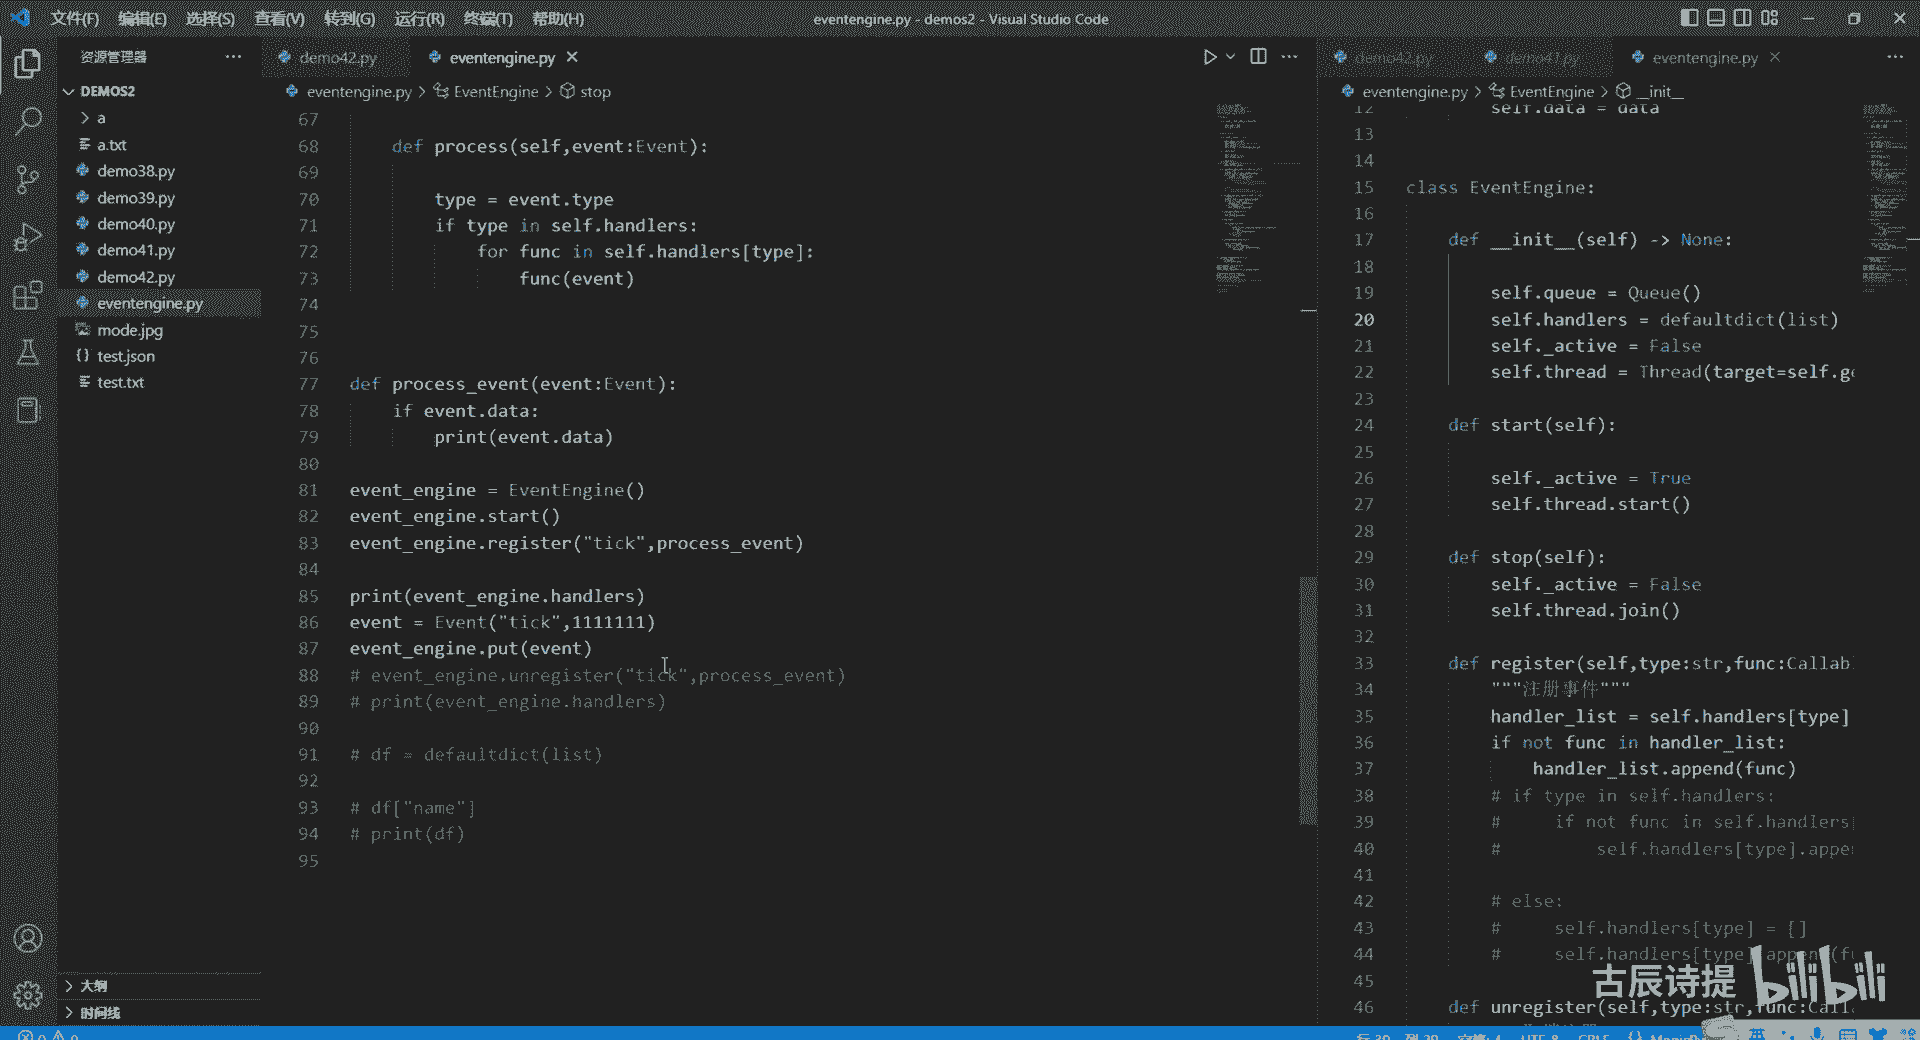 文件(F) 编辑(E) 选择(S) 查看(V) 转到(G) 运行(R) 终端(T) 帮助(H)
eventengine.py - demos2 - Visual Studio Code
资源管理器
DEMOS2
a
a.txt
demo38.py
demo39.py
demo40.py
demo41.py
demo42.py
eventengine.py
mode.jpg
test.json
test.txt
大纲
时间线
demo42.py eventengine.py
eventengine.py > EventEngine > stop
67
68 def process(self,event:Event):
69
70 type = event.type
71 if type in self.handlers:
72 for func in self.handlers[type]:
73 func(event)
74
75
76
77 def process_event(event:Event):
78 if event.data:
79 print(event.data)
80
81 event_engine = EventEngine()
82 event_engine.start()
83 event_engine.register("tick",process_event)
84
85 print(event_engine.handlers)
86 event = Event("tick",1111111)
87 event_engine.put(event)
88 # event_engine.unregister("tick",process_event)
89 # print(event_engine.handlers)
90
91 # df = defaultdict(list)
92
93 # df["name"]
94 # print(df)
95
demo42.py demo41.py eventengine.py
eventengine.py > EventEngine > __init__
12 self.data = data
13
14
15 class EventEngine:
16
17 def __init__(self) -> None:
18
19 self.queue = Queue()
20 self.handlers = defaultdict(list)
21 self._active = False
22 self.thread = Thread(target=self.ge
23
24 def start(self):
25
26 self._active = True
27 self.thread.start()
28
29 def stop(self):
30 self._active = False
31 self.thread.join()
32
33 def register(self,type:str,func:Callab
34 """注册事件"""
35 handler_list = self.handlers[type]
36 if not func in handler_list:
37 handler_list.append(func)
38 # if type in self.handlers:
39 # if not func in self.handlers
40 # self.handlers[type].appe
41
42 # else:
43 # self.handlers[type] = []
44 # self.handlers[type].append(fu
45
46 def unregister(self,type:str,func:Call
古辰诗提 bilibili